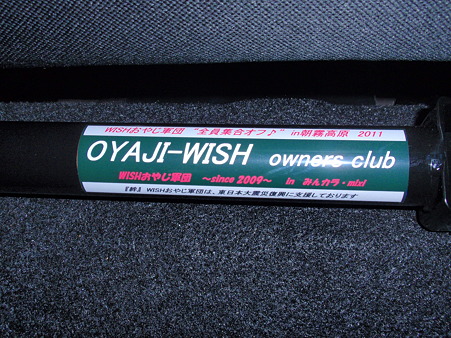 WISHおやじ軍団 “全員集合オフ♪” in朝霧高原 2011
OYAJI-WISH owners club
WISHおやじ軍団 ～since 2009～ in みんカラ・mixi
『絆』 WISHおやじ軍団は、東日本大震災復興に支援しております